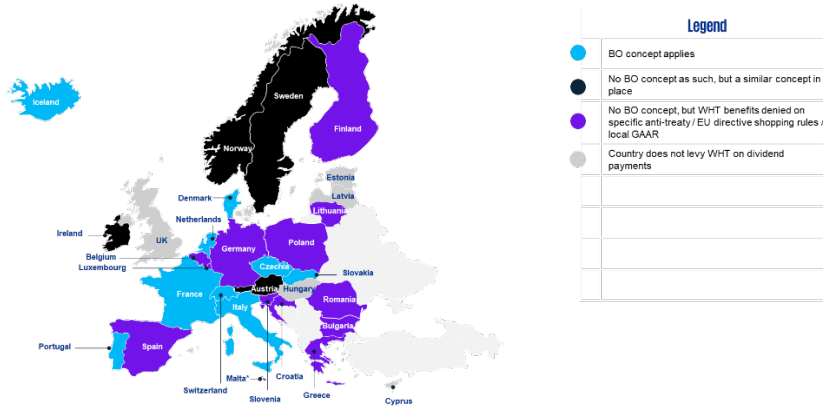 Legend
BO concept applies
No BO concept as such, but a similar concept in
place
No BO concept, but WHT benefits denied on
specific anti-treaty / EU directive shopping rules /
local GAAR
Country does not levy WHT on dividend
payments
Iceland
Sweden
Finland
Norway
Estonia
Latvia
Lithuania
Denmark
Netherlands
Ireland
UK
Belgium
Luxembourg
Germany
Poland
Czechia
Slovakia
Austria
Hungary
France
Italy
Romania
Bulgaria
Portugal
Spain
Switzerland
Malta*
Slovenia
Croatia
Greece
Cyprus